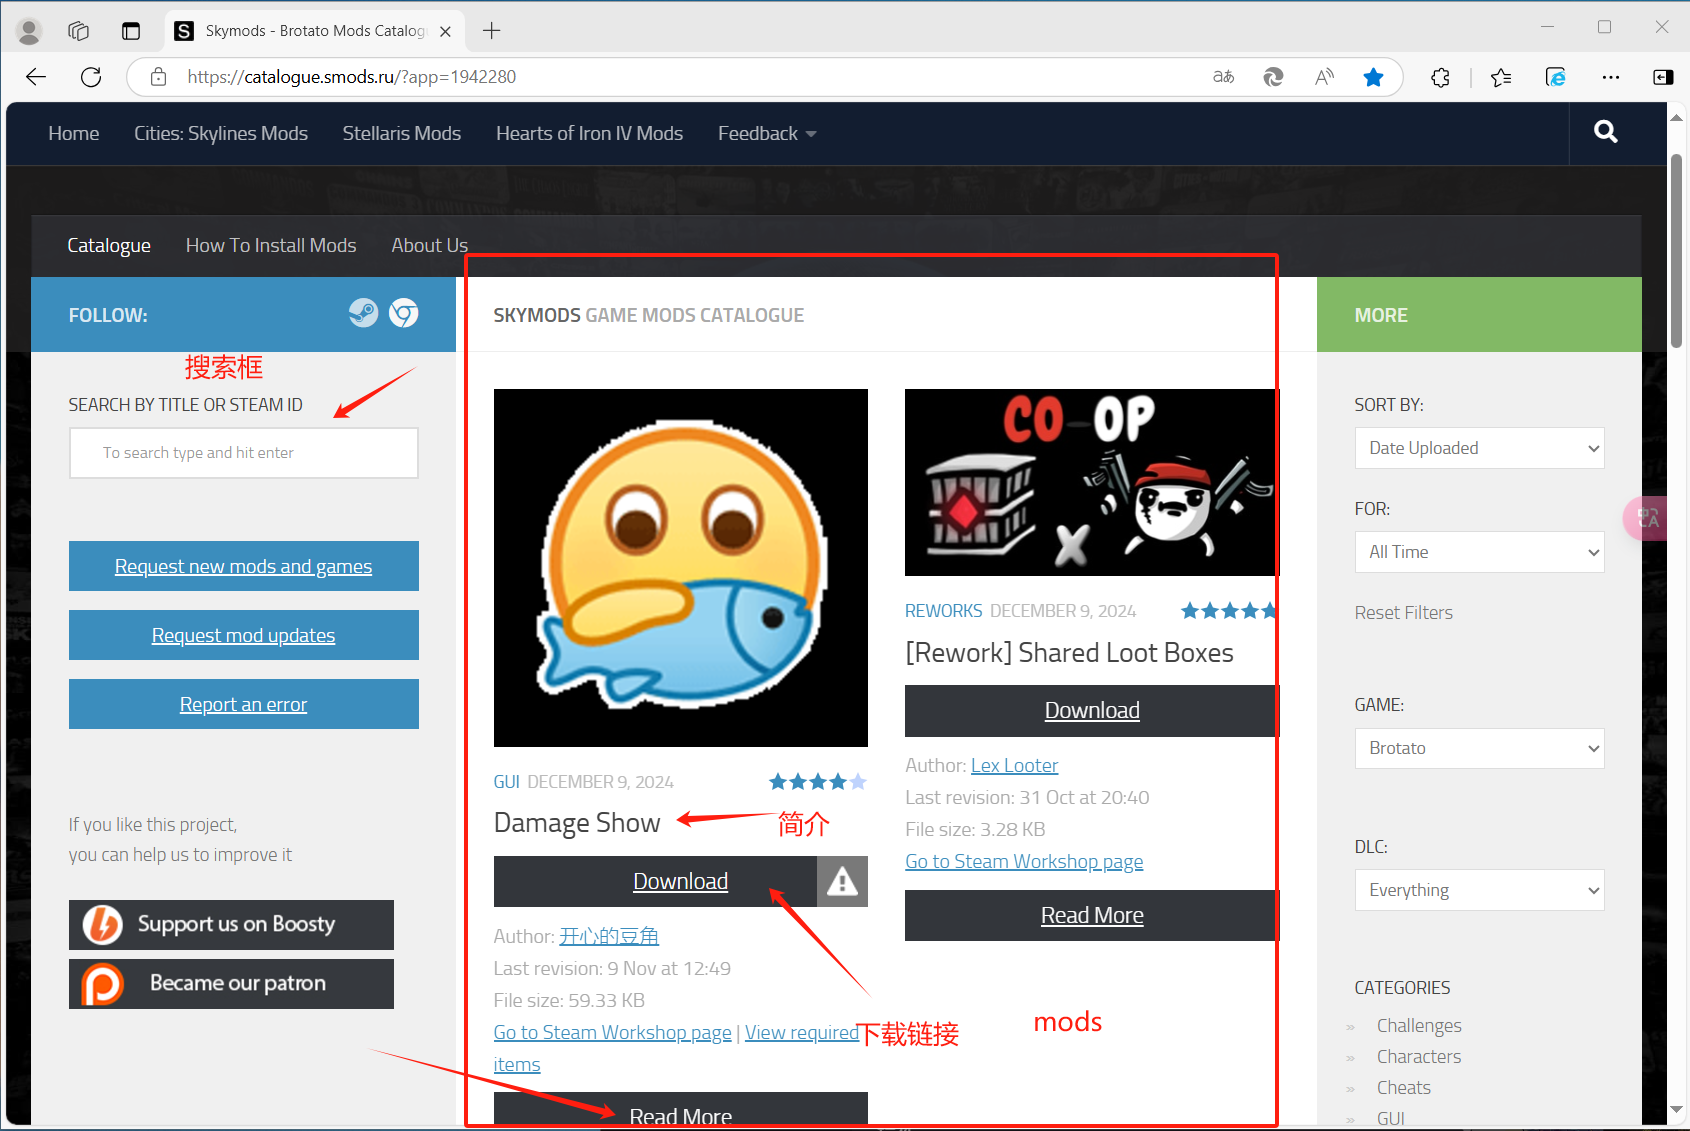 Skymods - Brotato Mods Catalog
https://catalogue.smods.ru/?app=1942280
Home
Cities: Skylines Mods
Stellaris Mods
Hearts of Iron IV Mods
Feedback
Catalogue
How To Install Mods
About Us
FOLLOW:
搜索框
SEARCH BY TITLE OR STEAM ID
To search type and hit enter
Request new mods and games
Request mod updates
Report an error
If you like this project,
you can help us to improve it
Support us on Boosty
Became our patron
SKYMODS GAME MODS CATALOGUE
GUI DECEMBER 9, 2024
Damage Show
简介
Download
Author: 开心的豆角
Last revision: 9 Nov at 12:49
File size: 59.33 KB
Go to Steam Workshop page | View required
items
下载链接
Read More
CO-OP
X
REWORKS DECEMBER 9, 2024
[Rework] Shared Loot Boxes
Download
Author: Lex Looter
Last revision: 31 Oct at 20:40
File size: 3.28 KB
Go to Steam Workshop page
Read More
mods
MORE
SORT BY:
Date Uploaded
FOR:
All Time
Reset Filters
GAME:
Brotato
DLC:
Everything
CATEGORIES
» Challenges
» Characters
» Cheats
» GUI